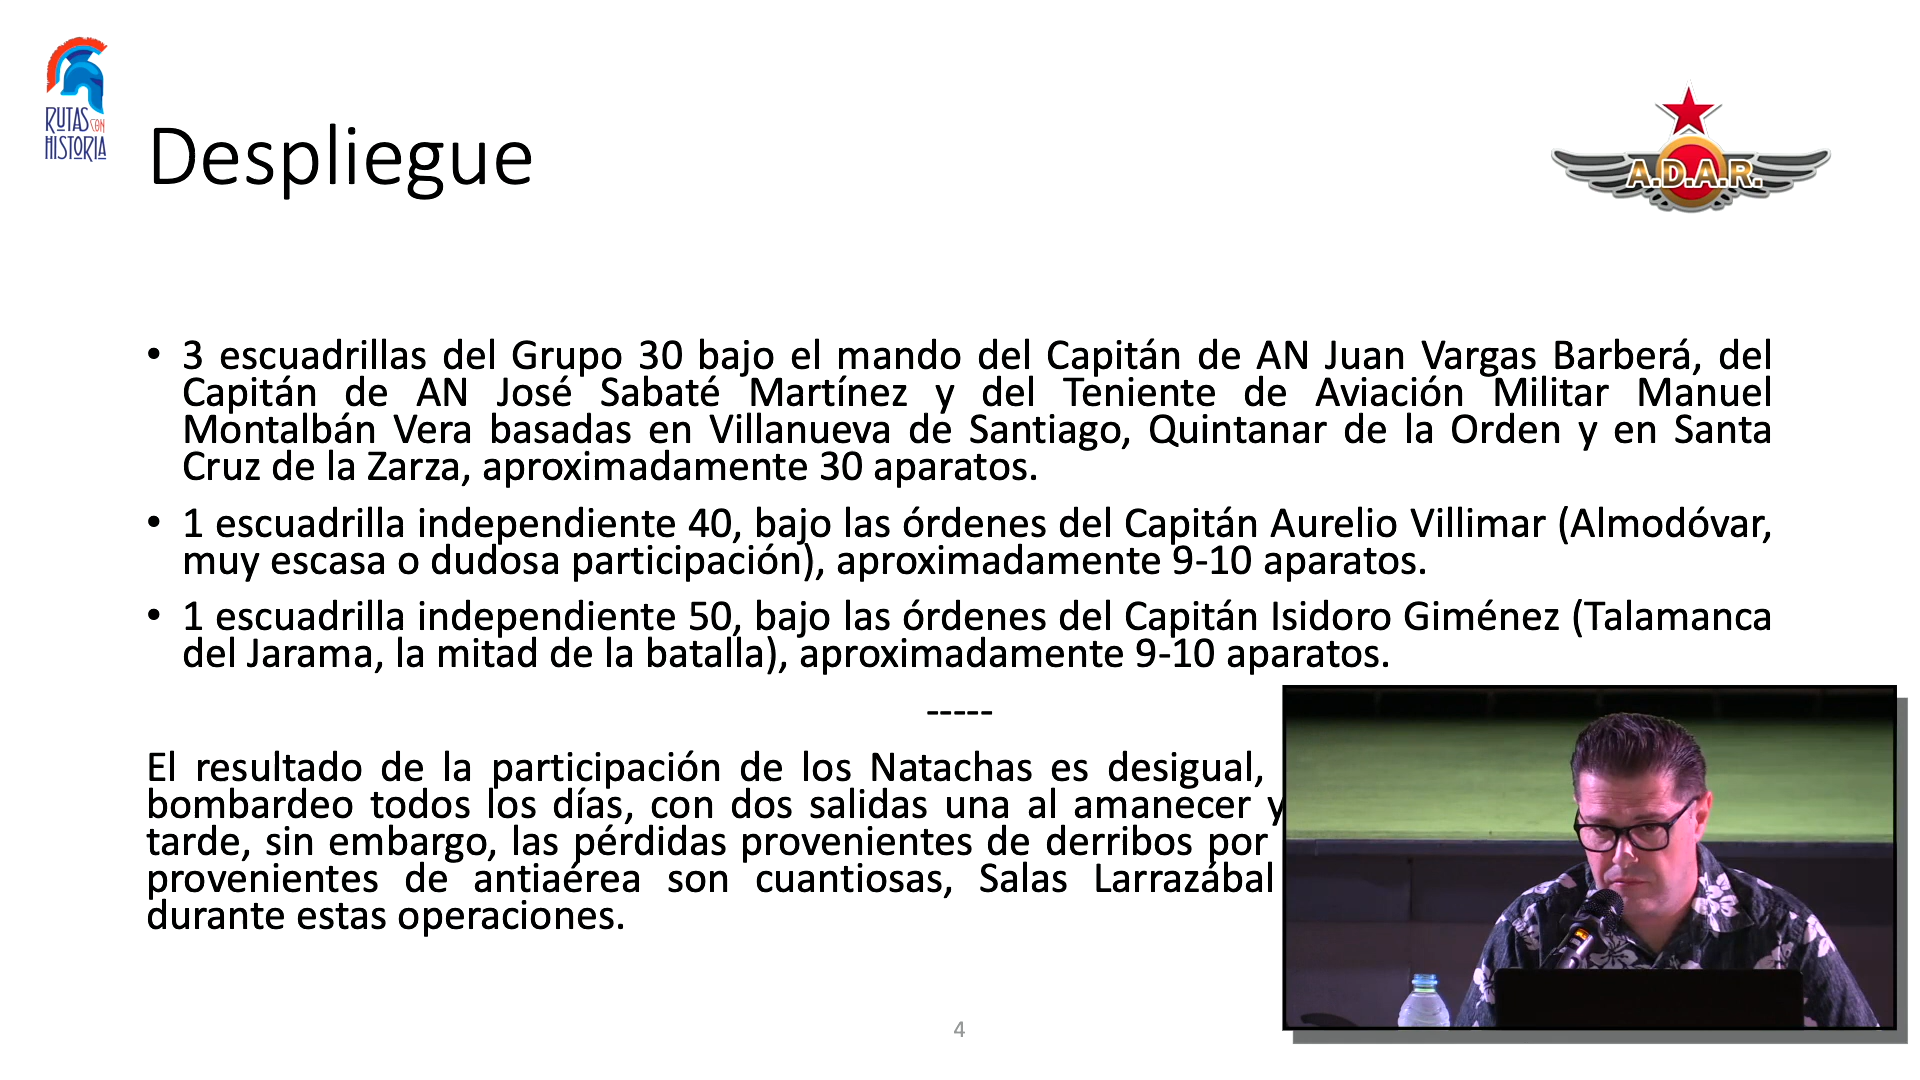 RUTAS CON
HISTORIA
Despliegue
A.D.A.R.
• 3 escuadrillas del Grupo 30 bajo el mando del Capitán de AN Juan Vargas Barberá, del
Capitán de AN José Sabaté Martínez y del Teniente de Aviación Militar Manuel
Montalbán Vera basadas en Villanueva de Santiago, Quintanar de la Orden y en Santa
Cruz de la Zarza, aproximadamente 30 aparatos.
• 1 escuadrilla independiente 40, bajo las órdenes del Capitán Aurelio Villimar (Almodóvar,
muy escasa o dudosa participación), aproximadamente 9-10 aparatos.
• 1 escuadrilla independiente 50, bajo las órdenes del Capitán Isidoro Giménez (Talamanca
del Jarama, la mitad de la batalla), aproximadamente 9-10 aparatos.
-----
El resultado de la participación de los Natachas es desigual,
bombardeo todos los días, con dos salidas una al amanecer y
tarde, sin embargo, las pérdidas provenientes de derribos por
provenientes de antiaérea son cuantiosas, Salas Larrazábal
durante estas operaciones.
4